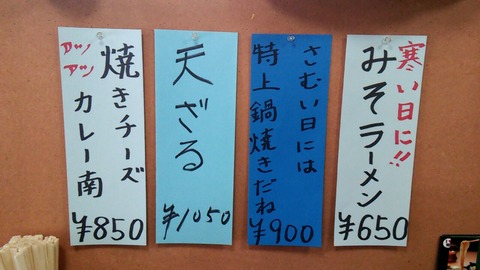 寒い日に!!
みそラーメン
¥650
さむい日には
特上鍋焼きだね
¥900
天ざる
¥1050
アツアツ
焼きチーズ
カレー南
¥850